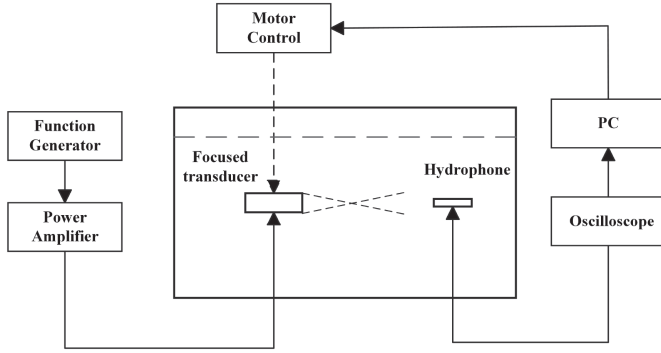 Motor
Control
Function
Generator
PC
Focused
transducer
Hydrophone
Power
Amplifier
Oscilloscope